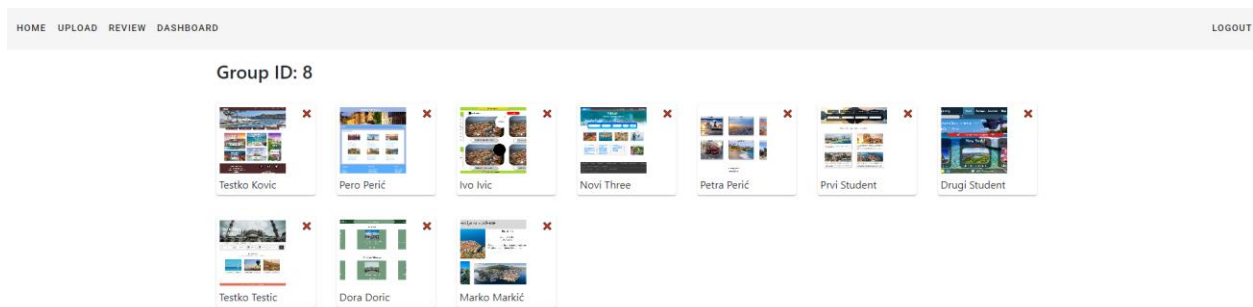 HOME UPLOAD REVIEW DASHBOARD LOGOUT
Group ID: 8
Testko Kovic Pero Perić Ivo Ivic Novi Three Petra Perić Prvi Student Drugi Student
Testko Testic Dora Doric Marko Markić